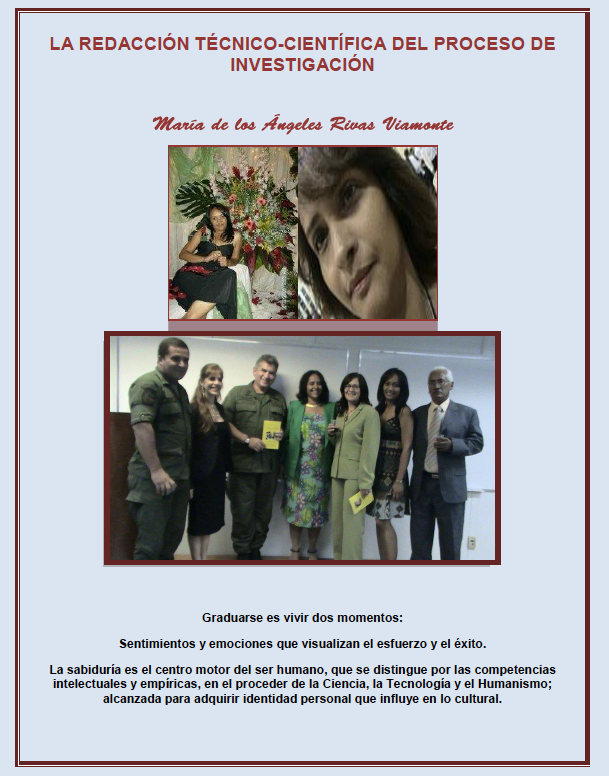 LA REDACCIÓN TÉCNICO-CIENTÍFICA DEL PROCESO DE
INVESTIGACIÓN
María de los Ángeles Rivas Viamonte
Graduarse es vivir dos momentos:
Sentimientos y emociones que visualizan el esfuerzo y el éxito.
La sabiduría es el centro motor del ser humano, que se distingue por las competencias
intelectuales y empíricas, en el proceder de la Ciencia, la Tecnología y el Humanismo;
alcanzada para adquirir identidad personal que influye en lo cultural.